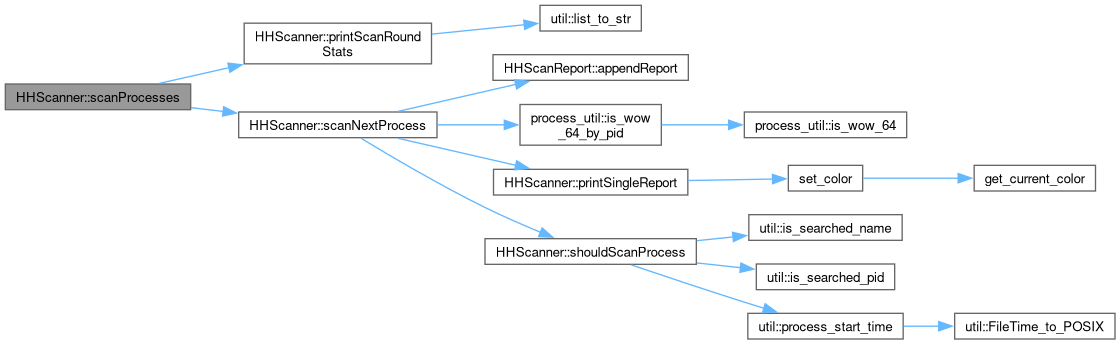 HHScanner::scanProcesses
HHScanner::printScanRound
Stats
util::list_to_str
HHScanner::scanNextProcess
HHScanReport::appendReport
process_util::is_wow
_64_by_pid
process_util::is_wow_64
HHScanner::printSingleReport
set_color
get_current_color
HHScanner::shouldScanProcess
util::is_searched_name
util::is_searched_pid
util::process_start_time
util::FileTime_to_POSIX